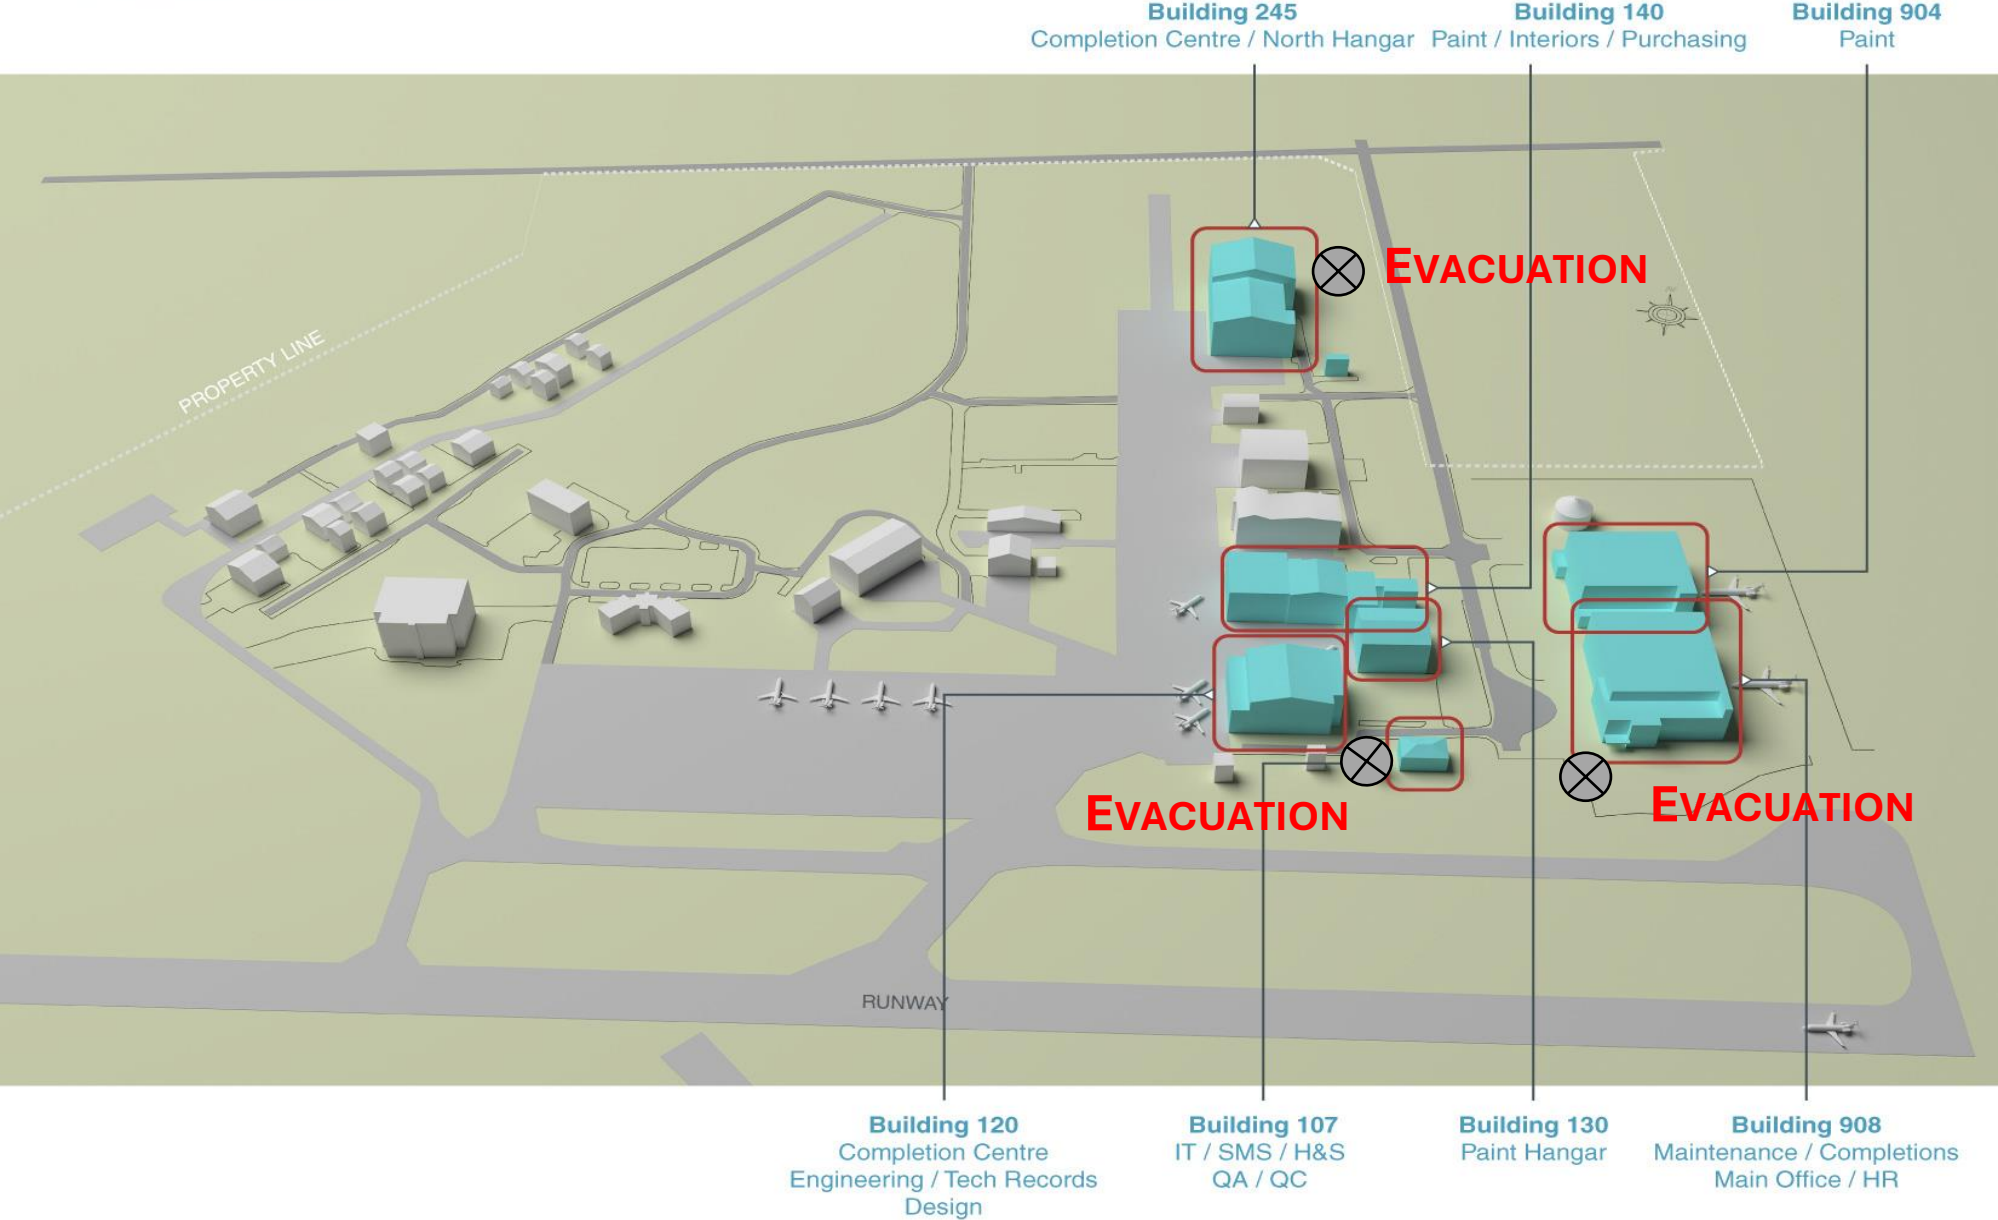 Building 245
Completion Centre / North Hangar
Building 140
Paint / Interiors / Purchasing
Building 904
Paint
EVACUATION
PROPERTY LINE
EVACUATION
EVACUATION
RUNWAY
Building 120
Completion Centre
Engineering / Tech Records
Design
Building 107
IT / SMS / H&S
QA / QC
Building 130
Paint Hangar
Building 908
Maintenance / Completions
Main Office / HR